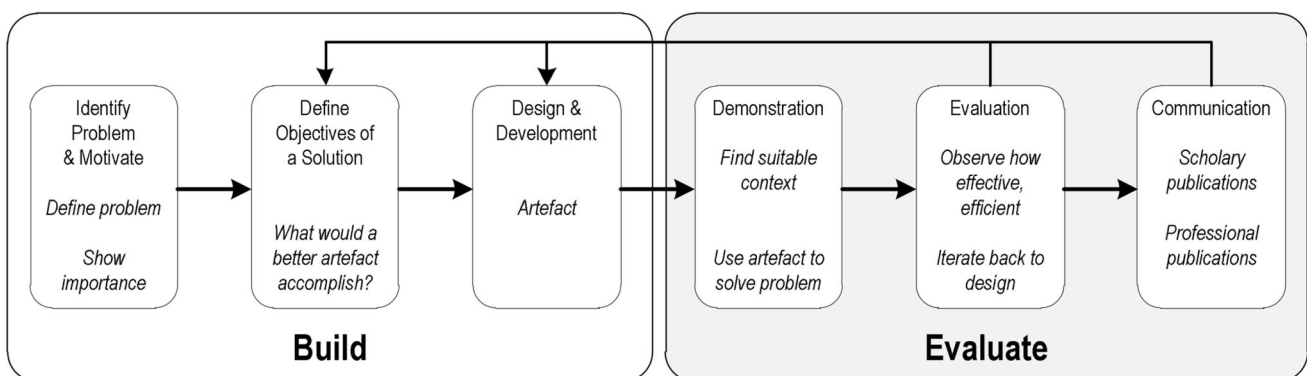 Identify
Problem
& Motivate
Define problem
Show
importance
Define
Objectives of
a Solution
What would a
better artefact
accomplish?
Design &
Development
Artefact
Build
Demonstration
Find suitable
context
Use artefact to
solve problem
Evaluation
Observe how
effective,
efficient
Iterate back to
design
Communication
Scholary
publications
Professional
publications
Evaluate